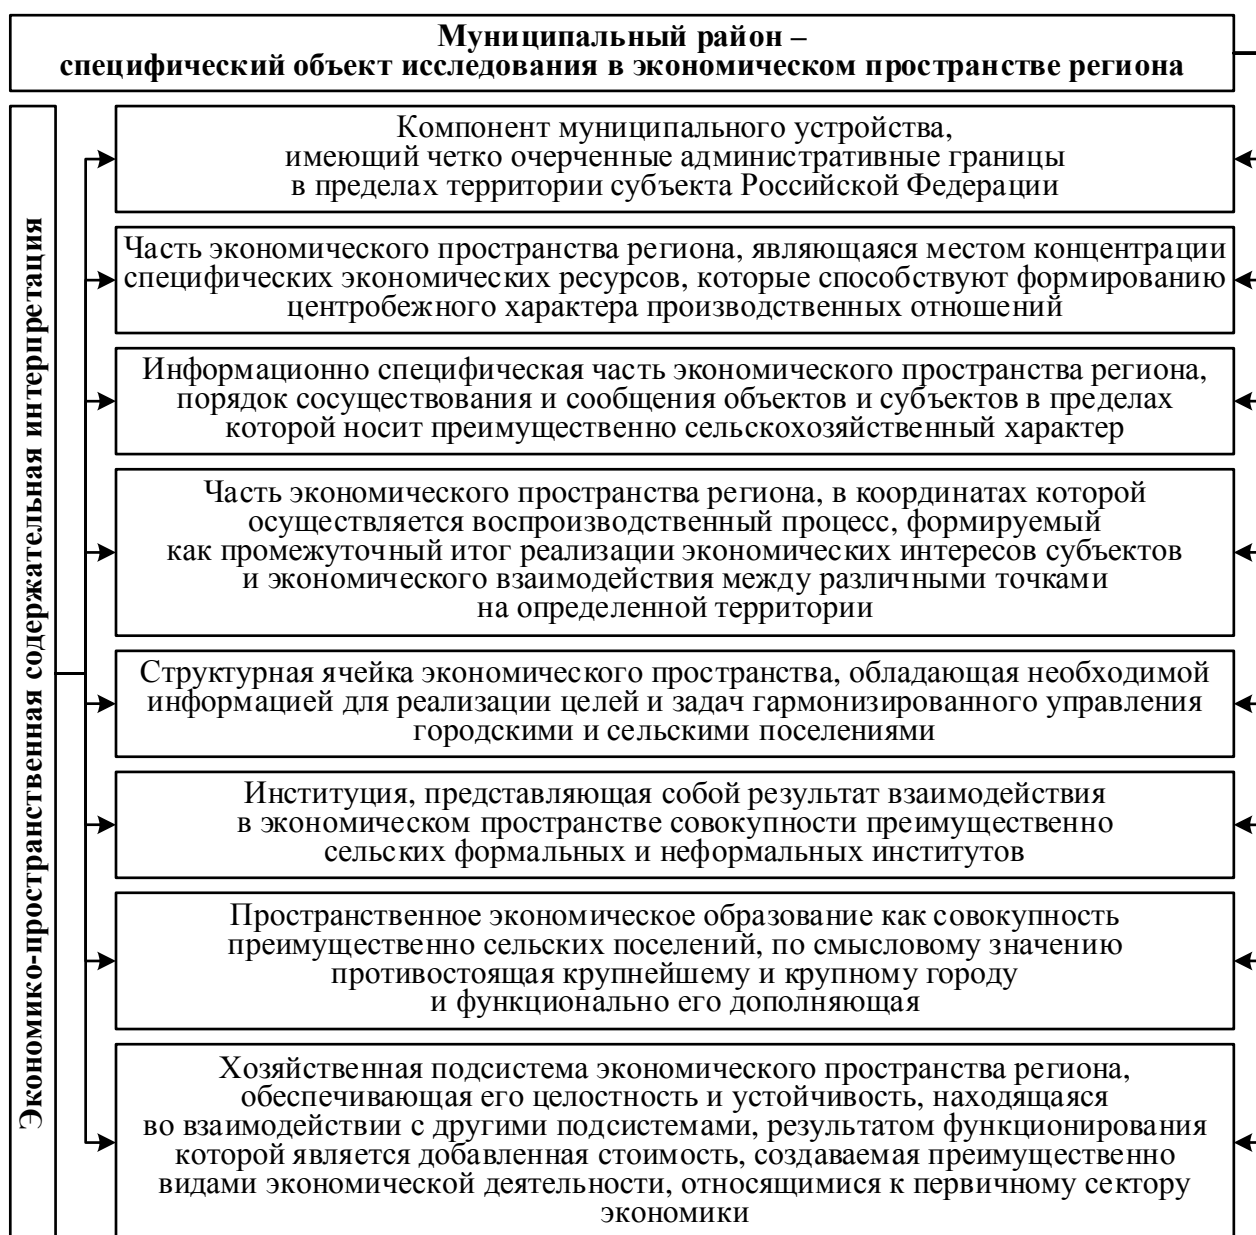 Муниципальный район –
специфический объект исследования в экономическом пространстве региона
Экономико-пространственная содержательная интерпретация
Компонент муниципального устройства,
имеющий четко очерченные административные границы
в пределах территории субъекта Российской Федерации
Часть экономического пространства региона, являющаяся местом концентрации
специфических экономических ресурсов, которые способствуют формированию
центробежного характера производственных отношений
Информационно специфическая часть экономического пространства региона,
порядок сосуществования и сообщения объектов и субъектов в пределах
которой носит преимущественно сельскохозяйственный характер
Часть экономического пространства региона, в координатах которой
осуществляется воспроизводственный процесс, формируемый
как промежуточный итог реализации экономических интересов субъектов
и экономического взаимодействия между различными точками
на определенной территории
Структурная ячейка экономического пространства, обладающая необходимой
информацией для реализации целей и задач гармонизированного управления
городскими и сельскими поселениями
Институция, представляющая собой результат взаимодействия
в экономическом пространстве совокупности преимущественно
сельских формальных и неформальных институтов
Пространственное экономическое образование как совокупность
преимущественно сельских поселений, по смысловому значению
противостоящая крупнейшему и крупному городу
и функционально его дополняющая
Хозяйственная подсистема экономического пространства региона,
обеспечивающая его целостность и устойчивость, находящаяся
во взаимодействии с другими подсистемами, результатом функционирования
которой является добавленная стоимость, создаваемая преимущественно
видами экономической деятельности, относящимися к первичному сектору
экономики